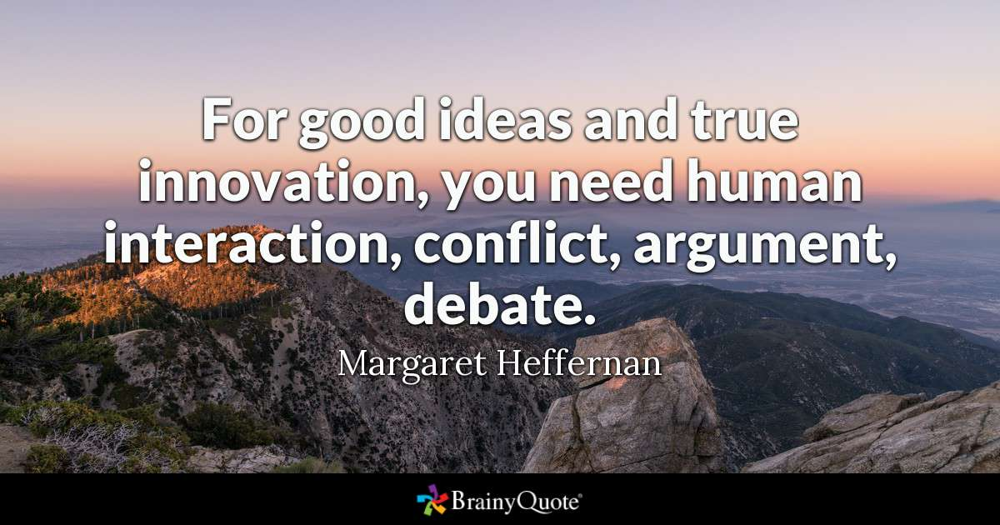 For good ideas and true
innovation, you need human
interaction, conflict, argument,
debate.
Margaret Heffernan
BrainyQuote®